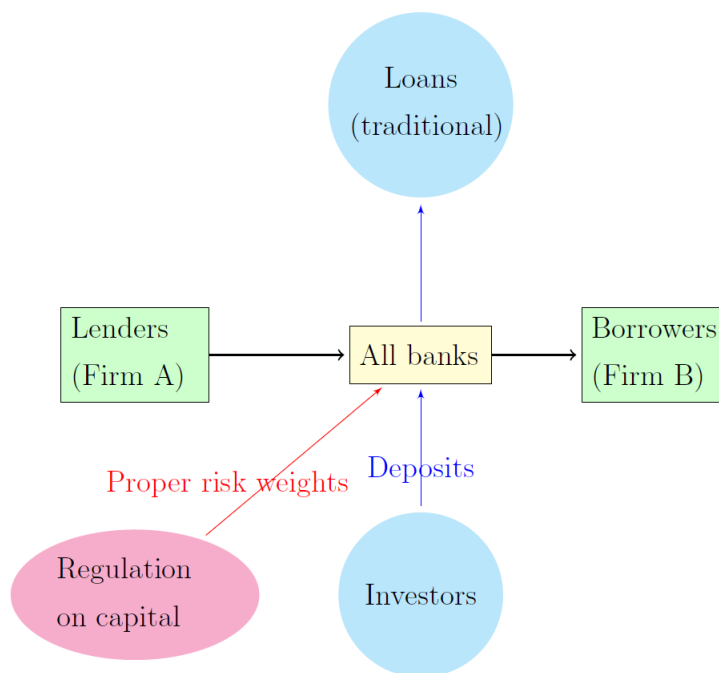 Loans
(traditional)
Lenders
(Firm A)
All banks
Borrowers
(Firm B)
Proper risk weights
Deposits
Regulation
on capital
Investors